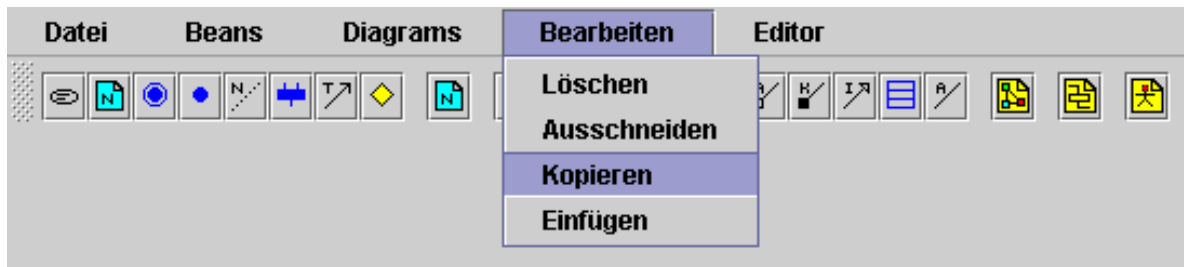 Datei Beans Diagrams Bearbeiten Editor
N N T N A K I A
Löschen
Ausschneiden
Kopieren
Einfügen